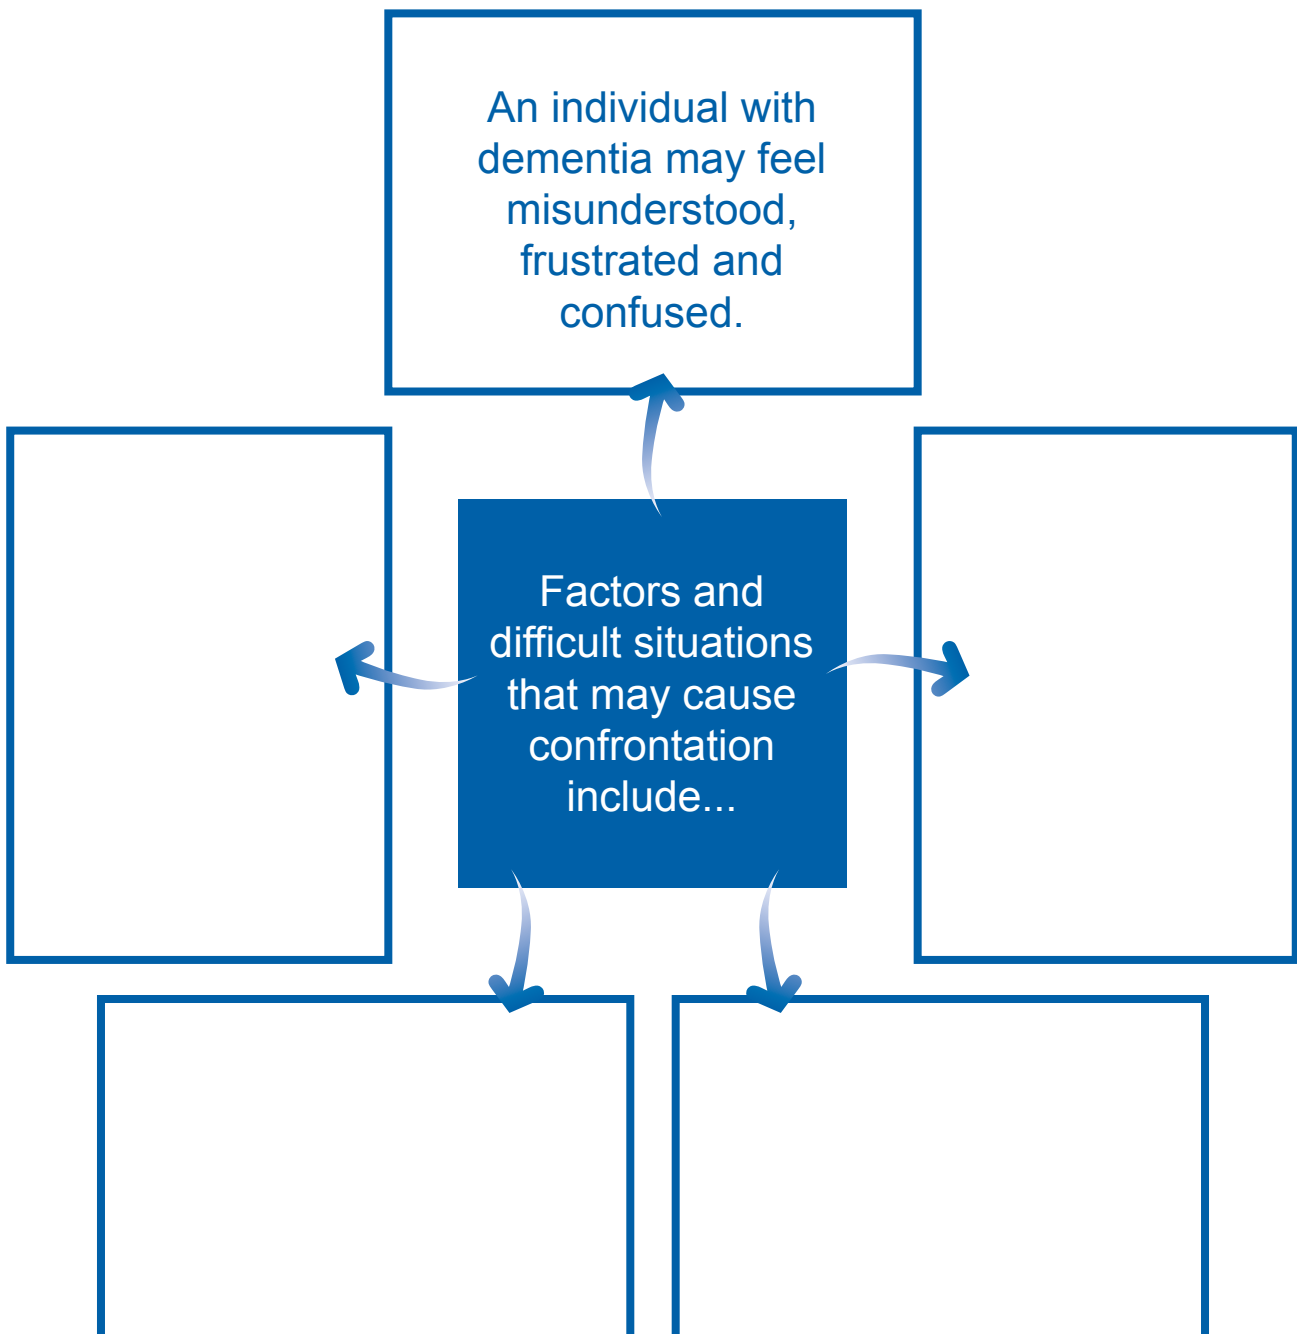 An individual with
dementia may feel
misunderstood,
frustrated and
confused.
Factors and
difficult situations
that may cause
confrontation
include...